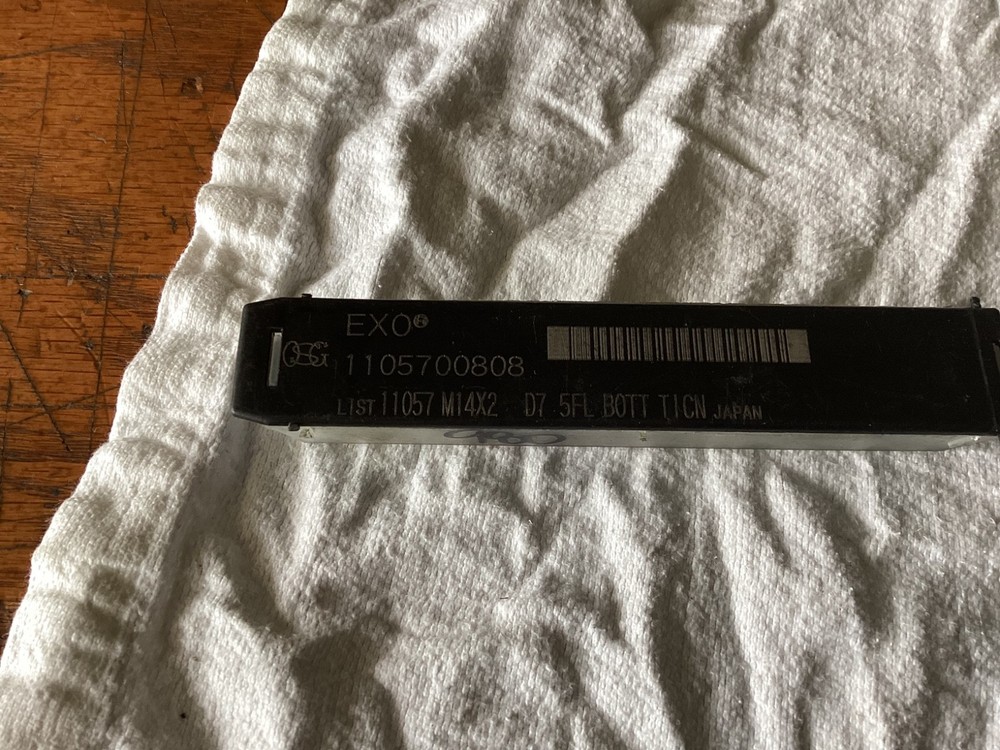 EXO®
OSG
1105700808
LIST 11057 M14X2 D7 5FL BOTT TICN JAPAN